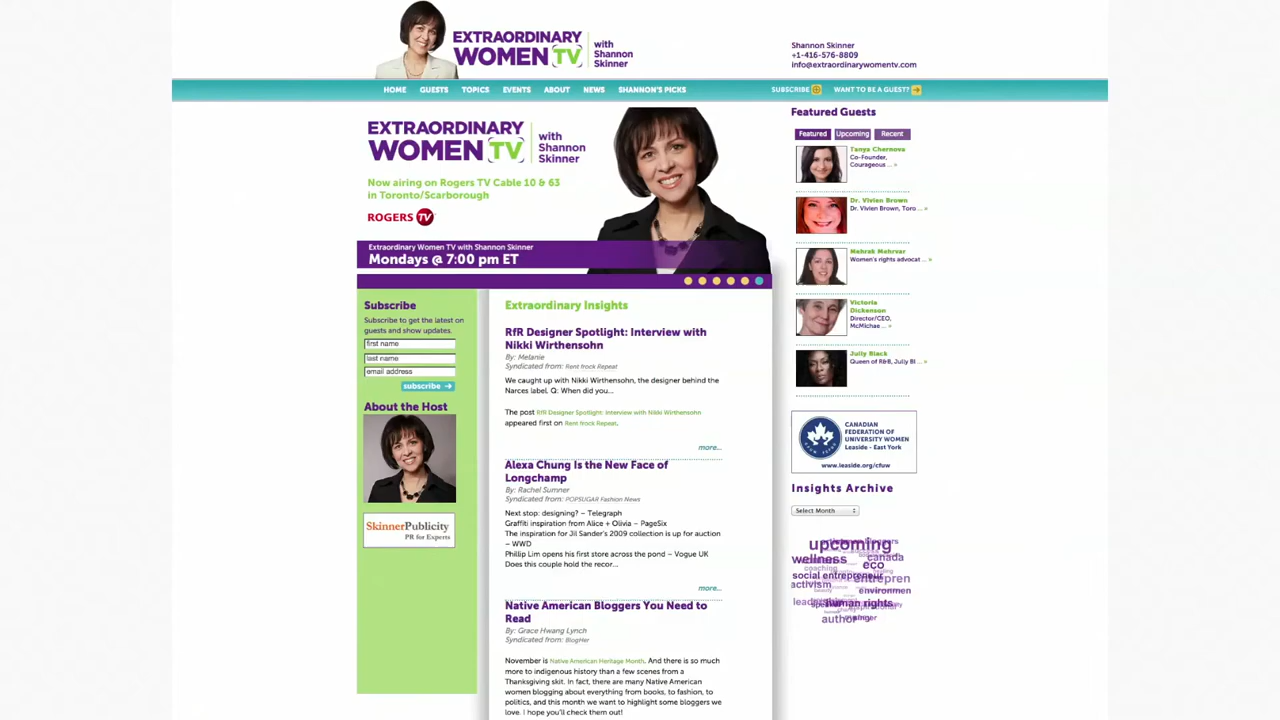 EXTRAORDINARY
WOMEN TV
with
Shannon
Skinner
Shannon Skinner
+1-416-576-8809
info@extraordinarywomentv.com
HOME GUESTS TOPICS EVENTS ABOUT NEWS SHANNON'S PICKS SUBSCRIBE WANT TO BE A GUEST?
EXTRAORDINARY
WOMEN TV
with
Shannon
Skinner
Now airing on Rogers TV Cable 10 & 63
in Toronto/Scarborough
ROGERS TV
Extraordinary Women TV with Shannon Skinner
Mondays @ 7:00 pm ET
Subscribe
Subscribe to get the latest on
guests and show updates.
first name
last name
email address
subscribe
About the Host
SkinnerPublicity
PR for Experts
Extraordinary Insights
RfR Designer Spotlight: Interview with
Nikki Wirthensohn
By: Melanie
Syndicated from: Rent frock Repeat
We caught up with Nikki Wirthensohn, the designer behind the
Narces label. Q: When did you...
The post RfR Designer Spotlight: Interview with Nikki Wirthensohn
appeared first on Rent frock Repeat.
more...
Alexa Chung Is the New Face of
Longchamp
By: Rachel Sumner
Syndicated from: POPSUGAR Fashion News
Next stop: designing? – Telegraph
Graffiti inspiration from Alice + Olivia – PageSix
The inspiration for Jil Sander's 2009 collection is up for auction
– WWD
Phillip Lim opens his first store across the pond – Vogue UK
Does this couple hold the recor...
more...
Native American Bloggers You Need to
Read
By: Grace Hwang Lynch
Syndicated from: BlogHer
November is Native American Heritage Month. And there is so much
more to indigenous history than a few scenes from a
Thanksgiving skit. In fact, there are many Native American
women blogging about everything from books, to fashion, to
politics, and this month we want to highlight some bloggers we
love. I hope you'll check them out!
Featured Guests
Featured Upcoming Recent
Tanya Chernova
Co-Founder,
Courageous ... »
Dr. Vivien Brown
Dr. Vivien Brown, Toro ... »
Mahrak Mehrvar
Women's rights advocat ... »
Victoria
Dickenson
Director/CEO,
McMichae ... »
Jully Black
Queen of R&B, Jully Bl ... »
CANADIAN
FEDERATION OF
UNIVERSITY WOMEN
Leaside - East York
www.leaside.org/cfuw
Insights Archive
Select Month
upcoming
bloggers
wellness
canada
coaching
eco
social entrepreneur
entrepren
activism
environmen
human rights
author